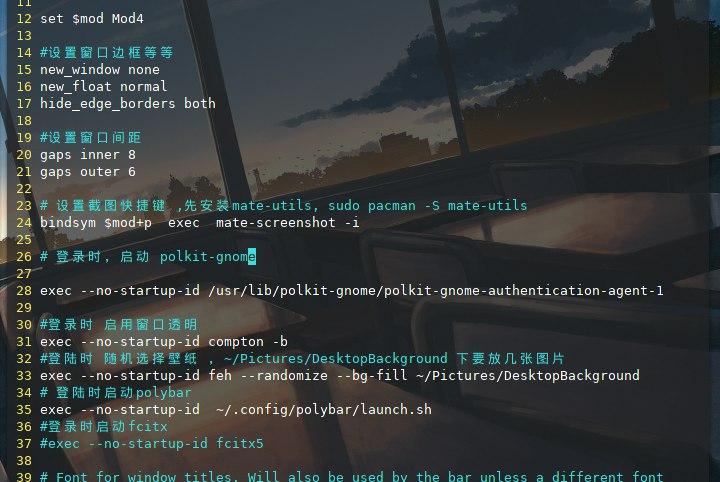 11
12 set $mod Mod4
13
14 #设置窗口边框等等
15 new_window none
16 new_float normal
17 hide_edge_borders both
18
19 #设置窗口间距
20 gaps inner 8
21 gaps outer 6
22
23 # 设置截图快捷键 ,先安装mate-utils, sudo pacman -S mate-utils
24 bindsym $mod+p  exec  mate-screenshot -i
25
26 # 登录时, 启动 polkit-gnome
27
28 exec --no-startup-id /usr/lib/polkit-gnome/polkit-gnome-authentication-agent-1
29
30 #登录时 启用窗口透明
31 exec --no-startup-id compton -b
32 #登陆时 随机选择壁纸 , ~/Pictures/DesktopBackground 下要放几张图片
33 exec --no-startup-id feh --randomize --bg-fill ~/Pictures/DesktopBackground
34 # 登陆时启动polybar
35 exec --no-startup-id  ~/.config/polybar/launch.sh
36 #登录时启动fcitx
37 #exec --no-startup-id fcitx5
38
39 # Font for window titles. Will also be used by the bar unless a different font